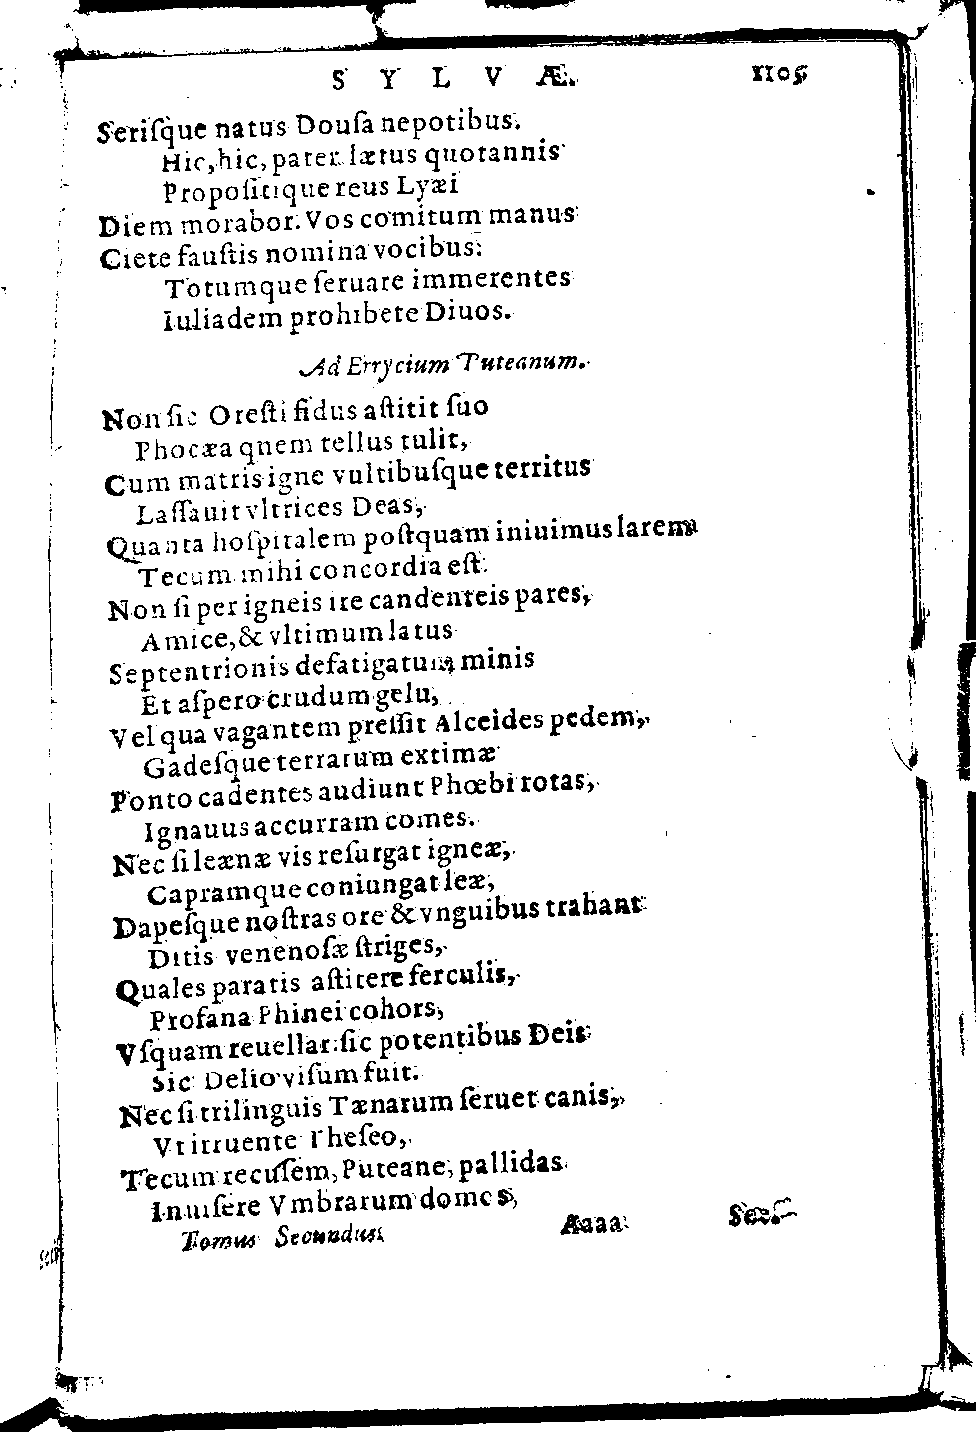 SYLVÆ. 1105
Seriſque natus Douſa nepotibus.
Hic, hic, pater lætus quotannis
Propoſitique reus Lyæi
Diem morabor. Vos comitum manus
Ciete fauſtis nomina vocibus:
Totumque ſeruare immerentes
Iuliadem prohibete Diuos.
Ad Errycium Puteanum.
Non ſic Oreſti fidus aſtitit ſuo
Phocæa quem tellus tulit,
Cum matris igne vultibuſque territus
Laſſauit vltrices Deas,
Quanta hoſpitalem poſtquam iniuimus larem
Tecum mihi concordia eſt.
Non ſi per igneis ire candenteis pares,
Amice, & vltimum latus
Septentrionis defatigatum minis
Et aſpero crudum gelu,
Vel qua vagantem preſſit Alceides pedem,
Gadeſque terrarum extimæ
Ponto cadentes audiunt Phœbi rotas,
Ignauus accurram comes.
Nec ſi leænæ vis reſurgat igneæ,
Capramque coniungat leæ,
Dapeſque noſtras ore & vnguibus trahant
Ditis venenoſæ ſtriges,
Quales paratis aſtitere ferculis,
Profana Phinei cohors,
Vſquam reuellar: ſic potentibus Deis
Sic Delio viſum fuit.
Nec ſi trilinguis Tænarum ſeruet canis,
Vt irruente Theſeo,
Tecum recuſem, Puteane, pallidas
Inuiſere Vmbrarum domos,
Tomus Secundus. Aaaa